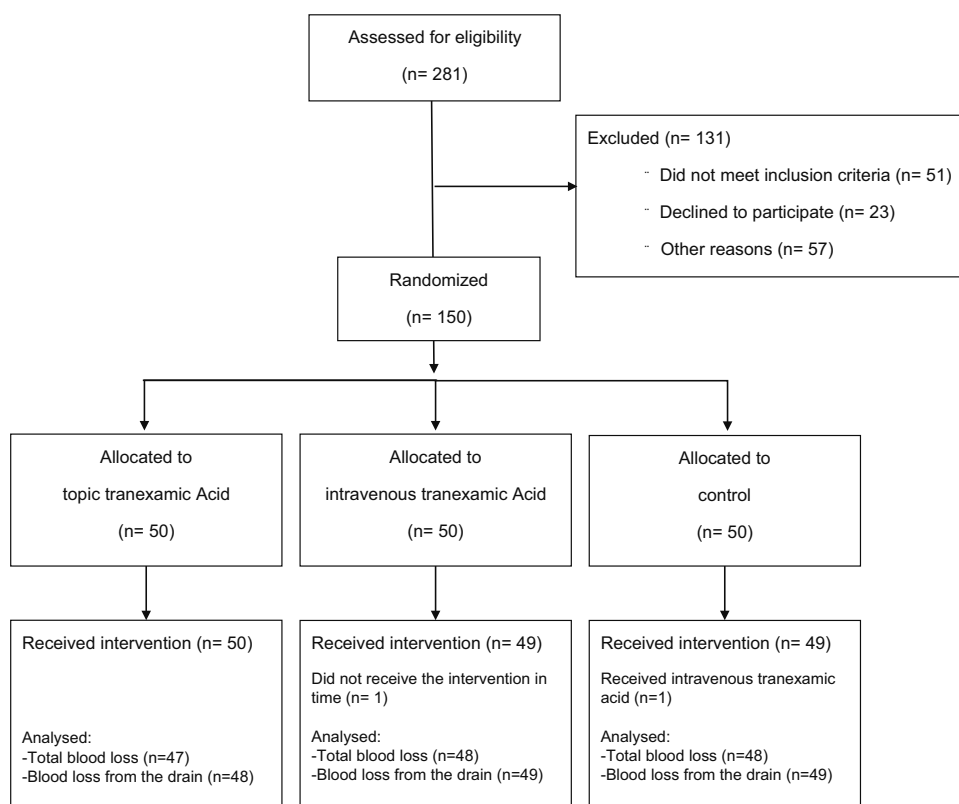 Assessed for eligibility
(n= 281)
Excluded (n= 131)
¨ Did not meet inclusion criteria (n= 51)
¨ Declined to participate (n= 23)
¨ Other reasons (n= 57)
Randomized
(n= 150)
Allocated to
topic tranexamic Acid
(n= 50)
Allocated to
intravenous tranexamic Acid
(n= 50)
Allocated to
control
(n= 50)
Received intervention (n= 50)
Analysed:
-Total blood loss (n=47)
-Blood loss from the drain (n=48)
Received intervention (n= 49)
Did not receive the intervention in
time (n= 1)
Analysed:
-Total blood loss (n=48)
-Blood loss from the drain (n=49)
Received intervention (n= 49)
Received intravenous tranexamic
acid (n=1)
Analysed:
-Total blood loss (n=48)
-Blood loss from the drain (n=49)